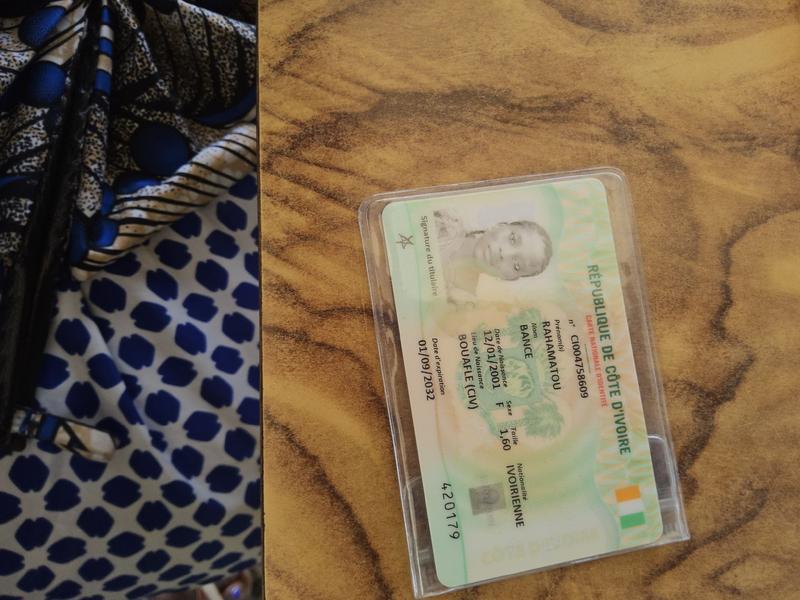 RÉPUBLIQUE DE CÔTE D'IVOIRE
CARTE NATIONALE D'IDENTITÉ
n° CI004758609
Prénom(s)
RAHAMATOU
Nom
BANCE
Date de Naissance Sexe Taille Nationalité
12/01/2001 F 1,60 IVOIRIENNE
Lieu de Naissance
BOUAFLE (CIV)
Signature du titulaire
Date d'expiration
01/09/2032
420179